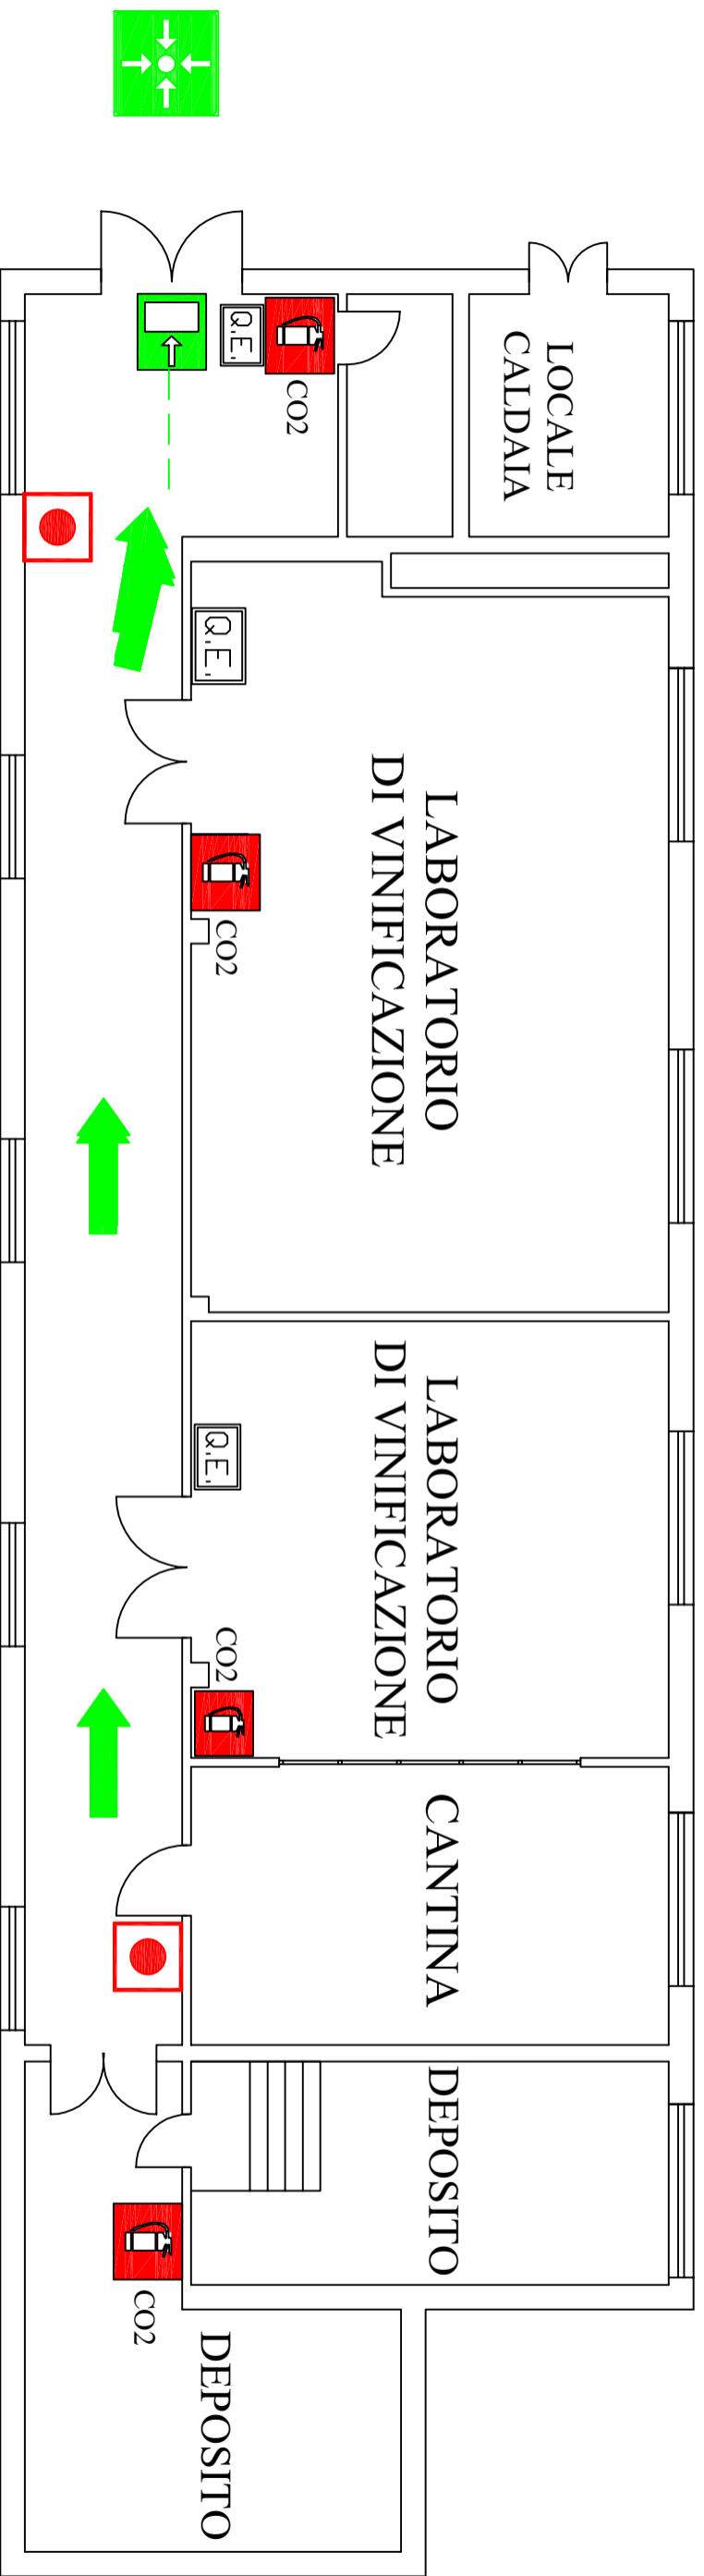 LOCALE
CALDAIA
Q.E.
CO2
Q.E.
LABORATORIO
DI VINIFICAZIONE
CO2
LABORATORIO
DI VINIFICAZIONE
Q.E.
CO2
CANTINA
DEPOSITO
CO2
DEPOSITO